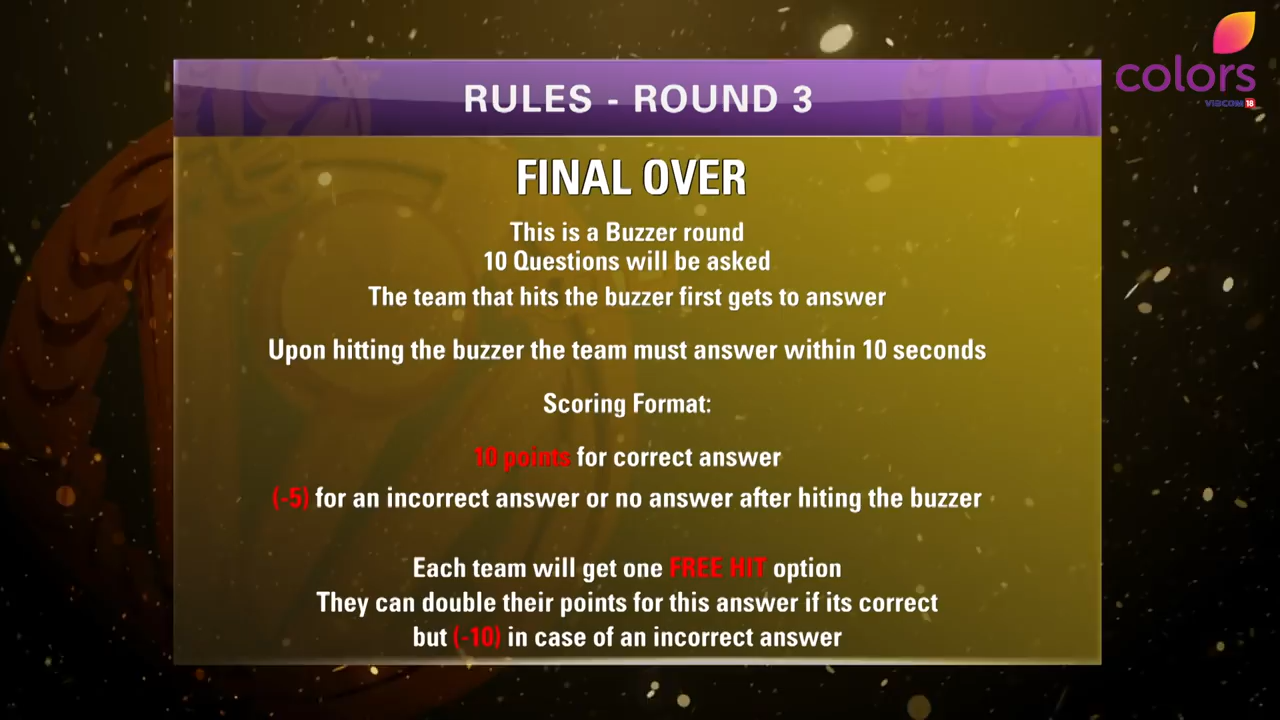 colors
VIACOM 18
RULES - ROUND 3
FINAL OVER
This is a Buzzer round
10 Questions will be asked
The team that hits the buzzer first gets to answer
Upon hitting the buzzer the team must answer within 10 seconds
Scoring Format:
10 points for correct answer
(-5) for an incorrect answer or no answer after hiting the buzzer
Each team will get one FREE HIT option
They can double their points for this answer if its correct
but (-10) in case of an incorrect answer